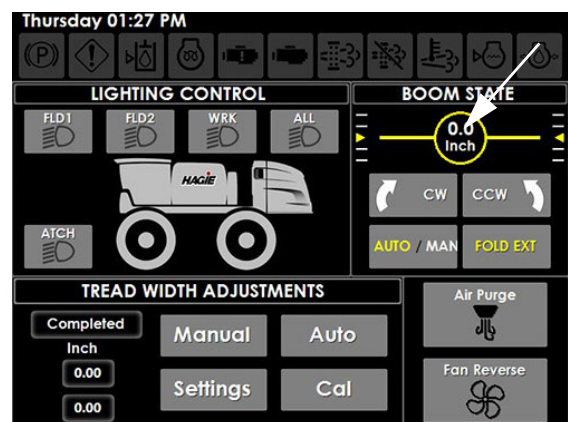 Thursday 01:27 PM
(P)
LIGHTING CONTROL
FLD1
FLD2
WRK
ALL
HAGIE
ATCH
BOOM STATE
0.0
Inch
CW
CCW
AUTO / MAN
FOLD EXT
TREAD WIDTH ADJUSTMENTS
Completed
Inch
0.00
0.00
Manual
Auto
Settings
Cal
Air Purge
Fan Reverse